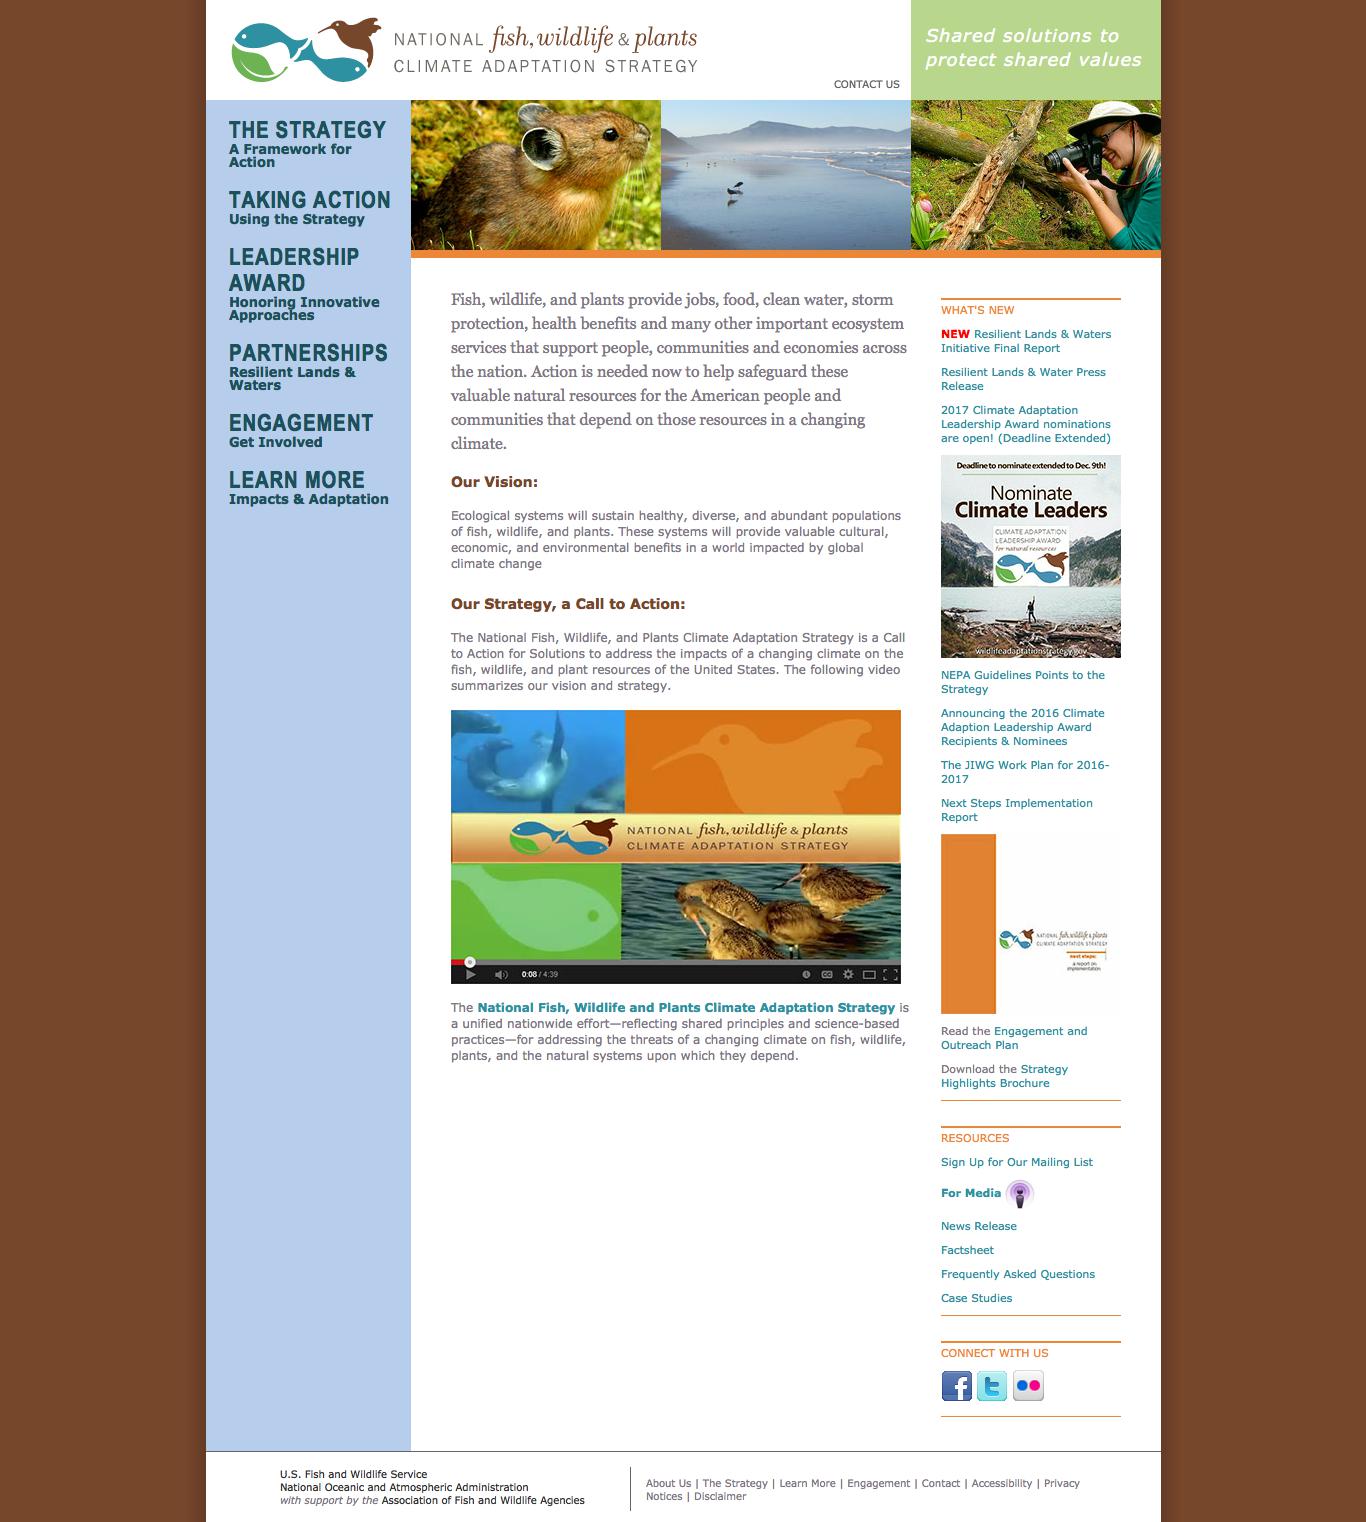 NATIONAL fish, wildlife & plants
CLIMATE ADAPTATION STRATEGY
CONTACT US
Shared solutions to
protect shared values
THE STRATEGY
A Framework for
Action
TAKING ACTION
Using the Strategy
LEADERSHIP
AWARD
Honoring Innovative
Approaches
PARTNERSHIPS
Resilient Lands &
Waters
ENGAGEMENT
Get Involved
LEARN MORE
Impacts & Adaptation
Fish, wildlife, and plants provide jobs, food, clean water, storm
protection, health benefits and many other important ecosystem
services that support people, communities and economies across
the nation. Action is needed now to help safeguard these
valuable natural resources for the American people and
communities that depend on those resources in a changing
climate.
Our Vision:
Ecological systems will sustain healthy, diverse, and abundant populations
of fish, wildlife, and plants. These systems will provide valuable cultural,
economic, and environmental benefits in a world impacted by global
climate change
Our Strategy, a Call to Action:
The National Fish, Wildlife, and Plants Climate Adaptation Strategy is a Call
to Action for Solutions to address the impacts of a changing climate on the
fish, wildlife, and plant resources of the United States. The following video
summarizes our vision and strategy.
NATIONAL fish, wildlife & plants
CLIMATE ADAPTATION STRATEGY
0:08 / 4:39
CC
The National Fish, Wildlife and Plants Climate Adaptation Strategy is
a unified nationwide effort—reflecting shared principles and science-based
practices—for addressing the threats of a changing climate on fish, wildlife,
plants, and the natural systems upon which they depend.
WHAT'S NEW
NEW Resilient Lands & Waters
Initiative Final Report
Resilient Lands & Water Press
Release
2017 Climate Adaptation
Leadership Award nominations
are open! (Deadline Extended)
Deadline to nominate extended to Dec. 9th!
Nominate
Climate Leaders
CLIMATE ADAPTATION
LEADERSHIP AWARD
for natural resources
wildlifeadaptationstrategy.gov
NEPA Guidelines Points to the
Strategy
Announcing the 2016 Climate
Adaption Leadership Award
Recipients & Nominees
The JIWG Work Plan for 2016-
2017
Next Steps Implementation
Report
NATIONAL fish, wildlife & plants
CLIMATE ADAPTATION STRATEGY
next steps:
a report on
implementation
Read the Engagement and
Outreach Plan
Download the Strategy
Highlights Brochure
RESOURCES
Sign Up for Our Mailing List
For Media
News Release
Factsheet
Frequently Asked Questions
Case Studies
CONNECT WITH US
U.S. Fish and Wildlife Service
National Oceanic and Atmospheric Administration
with support by the Association of Fish and Wildlife Agencies
About Us | The Strategy | Learn More | Engagement | Contact | Accessibility | Privacy
Notices | Disclaimer